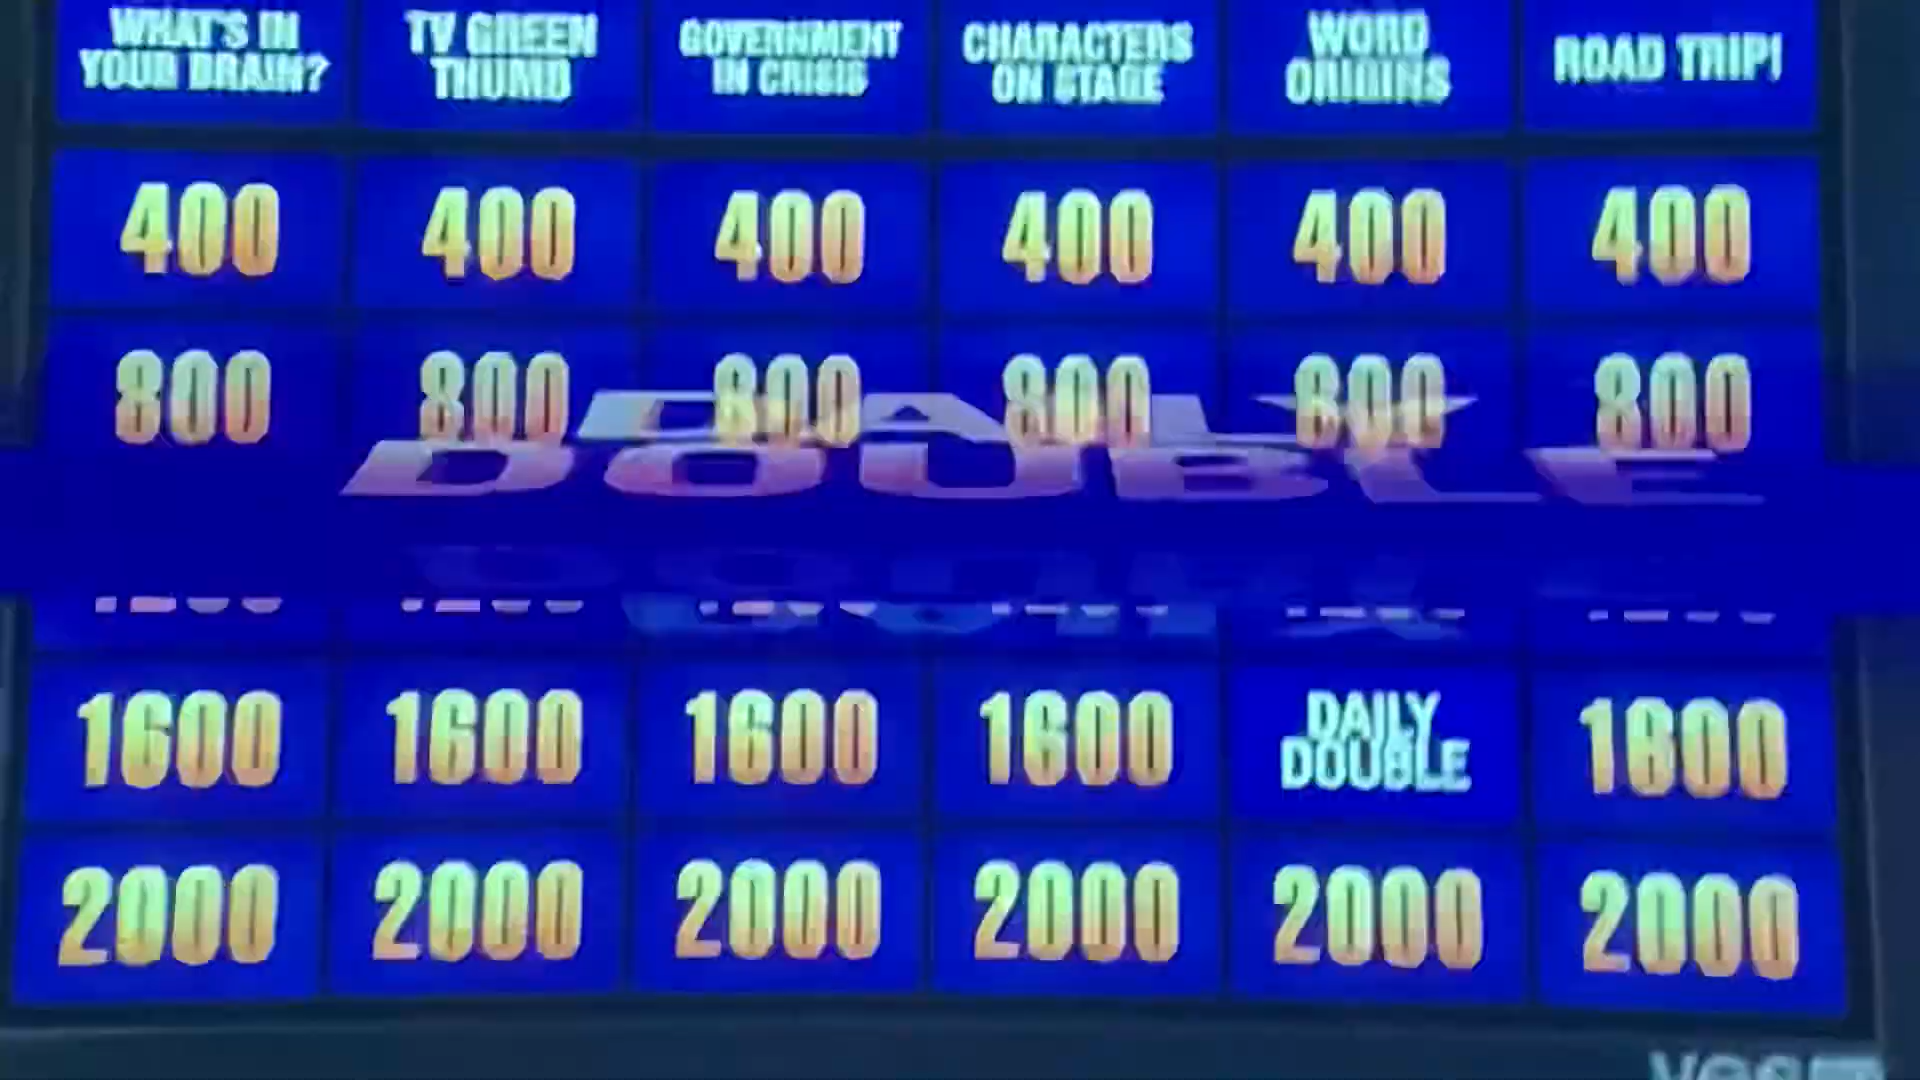 WHAT'S IN
YOUR BRAIN?
TV GREEN
THUMB
GOVERNMENT
IN CRISIS
CHARACTERS
ON STAGE
WORD
ORIGINS
ROAD TRIP!
400 400 400 400 400 400
800 800 800 800 800 800
DAILY
DOUBLE
1600 1600 1600 1600 DAILY DOUBLE 1600
2000 2000 2000 2000 2000 2000